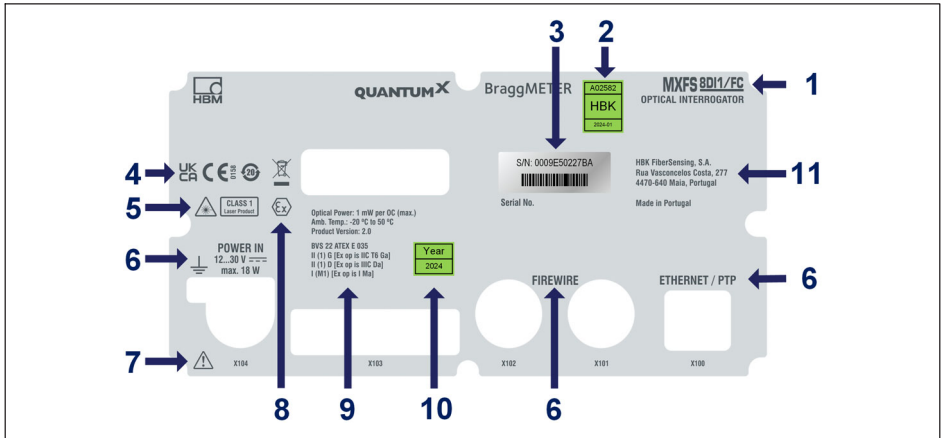 3 2
HBM
QUANTUMX
BraggMETER
A02582
HBK
2024-01
MXFS 8DI1/FC
OPTICAL INTERROGATOR
1
4
UK
CA
CE
0158
20
S/N: 0009E50227BA
Serial No.
HBK FiberSensing, S.A.
Rua Vasconcelos Costa, 277
4470-640 Maia, Portugal
Made in Portugal
11
5
CLASS 1
Laser Product
Ex
Optical Power: 1 mW per OC (max.)
Amb. Temp.: -20 ºC to 50 ºC
Product Version: 2.0
BVS 22 ATEX E 035
II (1) G [Ex op is IIC T6 Ga]
II (1) D [Ex op is IIIC Da]
I (M1) [Ex op is I Ma]
Year
2024
6
POWER IN
12...30 V
max. 18 W
FIREWIRE
ETHERNET / PTP
6
7
X104
X103
X102
X101
X100
8 9 10 6